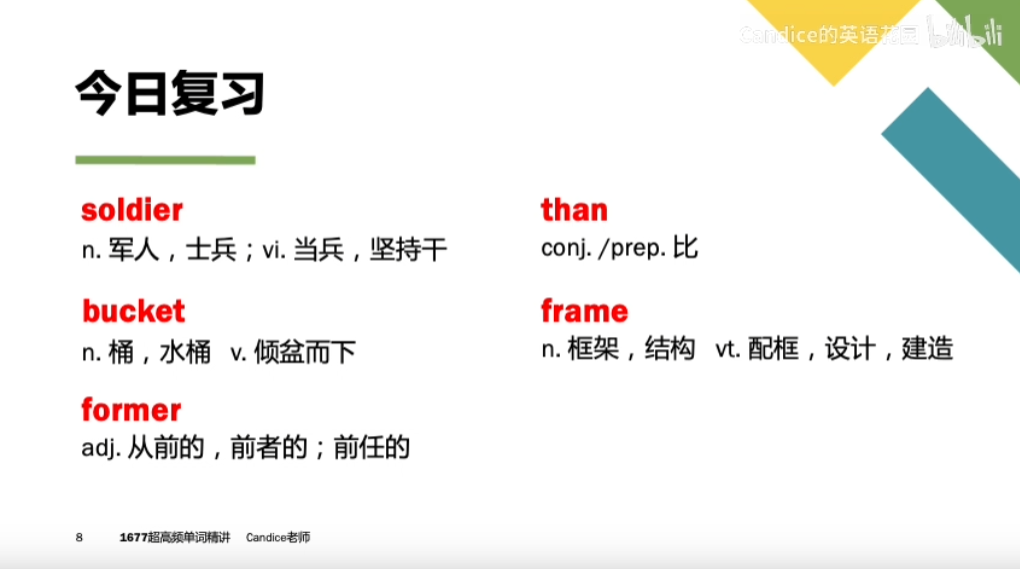 Candice的英语花园 bilibili
今日复习
soldier
n. 军人，士兵；vi. 当兵，坚持干
bucket
n. 桶，水桶 v. 倾盆而下
former
adj. 从前的，前者的；前任的
than
conj. /prep. 比
frame
n. 框架，结构 vt. 配框，设计，建造
8 1677超高频单词精讲 Candice老师